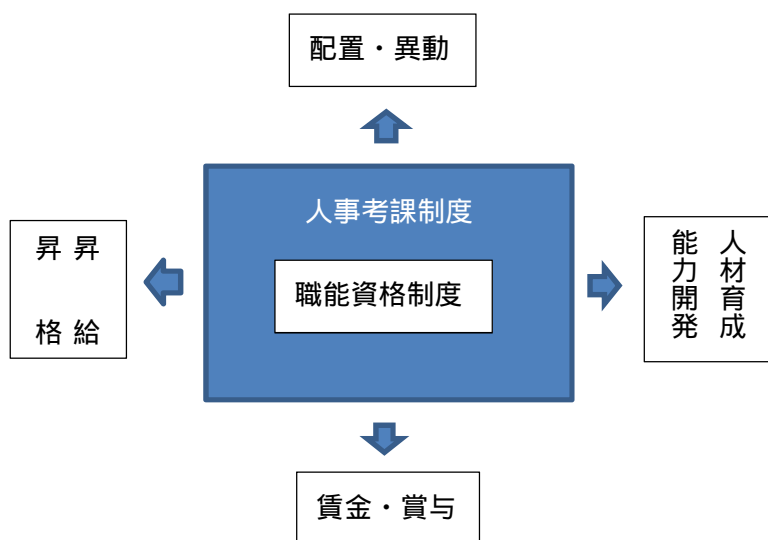 配置・異動
人事考課制度
職能資格制度
昇給
昇格
人材育成
能力開発
賃金・賞与